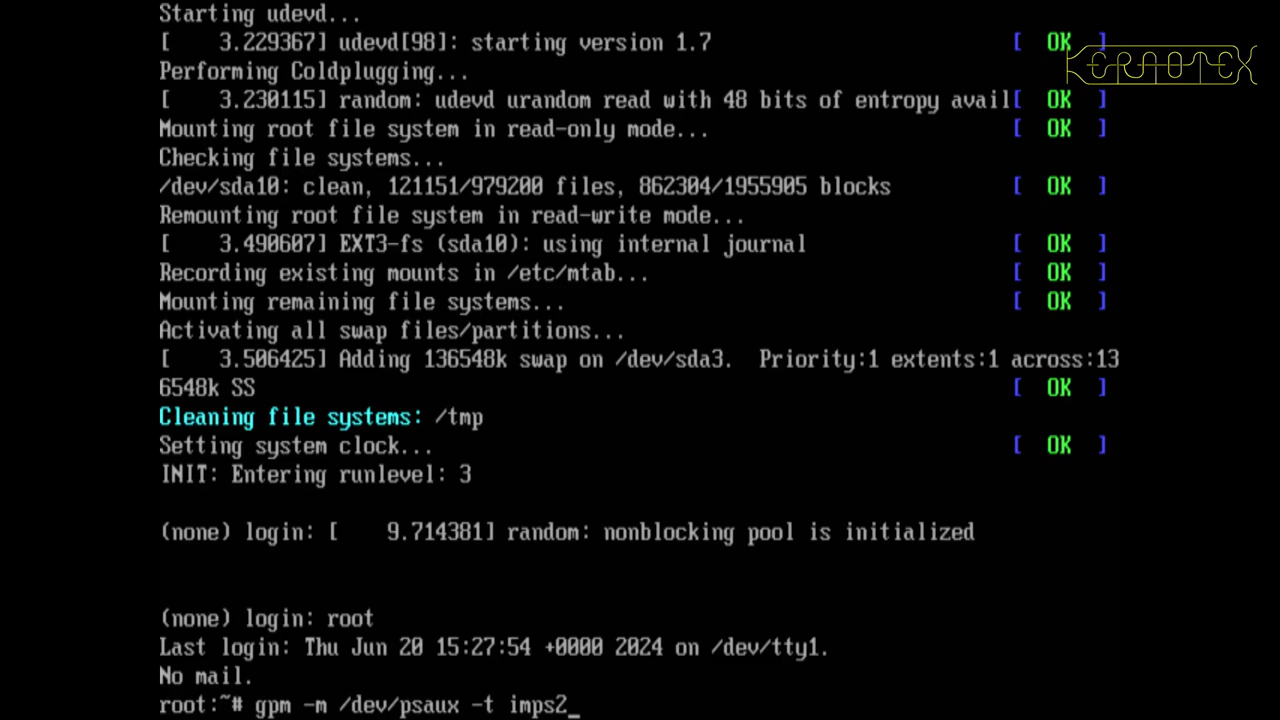 Starting udevd...
[    3.229367] udevd[98]: starting version 1.7 [  OK  ]
Performing Coldplugging...
[    3.230115] random: udevd urandom read with 48 bits of entropy avail[  OK  ]
Mounting root file system in read-only mode... [  OK  ]
Checking file systems...
/dev/sda10: clean, 121151/979200 files, 862304/1955905 blocks [  OK  ]
Remounting root file system in read-write mode...
[    3.490607] EXT3-fs (sda10): using internal journal [  OK  ]
Recording existing mounts in /etc/mtab... [  OK  ]
Mounting remaining file systems... [  OK  ]
Activating all swap files/partitions...
[    3.506425] Adding 136548k swap on /dev/sda3.  Priority:1 extents:1 across:13
6548k SS [  OK  ]
Cleaning file systems: /tmp
Setting system clock... [  OK  ]
INIT: Entering runlevel: 3
(none) login: [    9.714381] random: nonblocking pool is initialized
(none) login: root
Last login: Thu Jun 20 15:27:54 +0000 2024 on /dev/tty1.
No mail.
root:~# gpm -m /dev/psaux -t imps2_